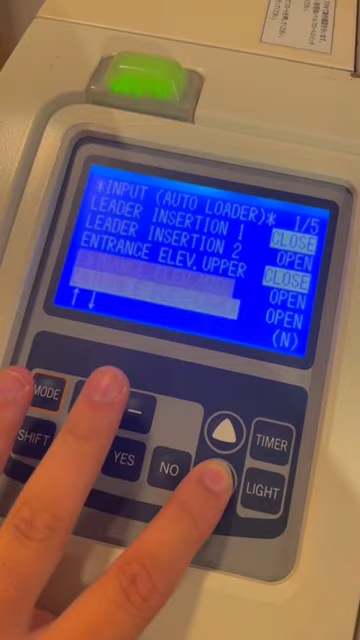 *INPUT (AUTO LOADER)* 1/5
LEADER INSERTION 1 CLOSE
LEADER INSERTION 2 OPEN
ENTRANCE ELEV.UPPER CLOSE
OPEN
OPEN
↑↓ (N)
MODE
–
TIMER
SHIFT
YES
NO
LIGHT